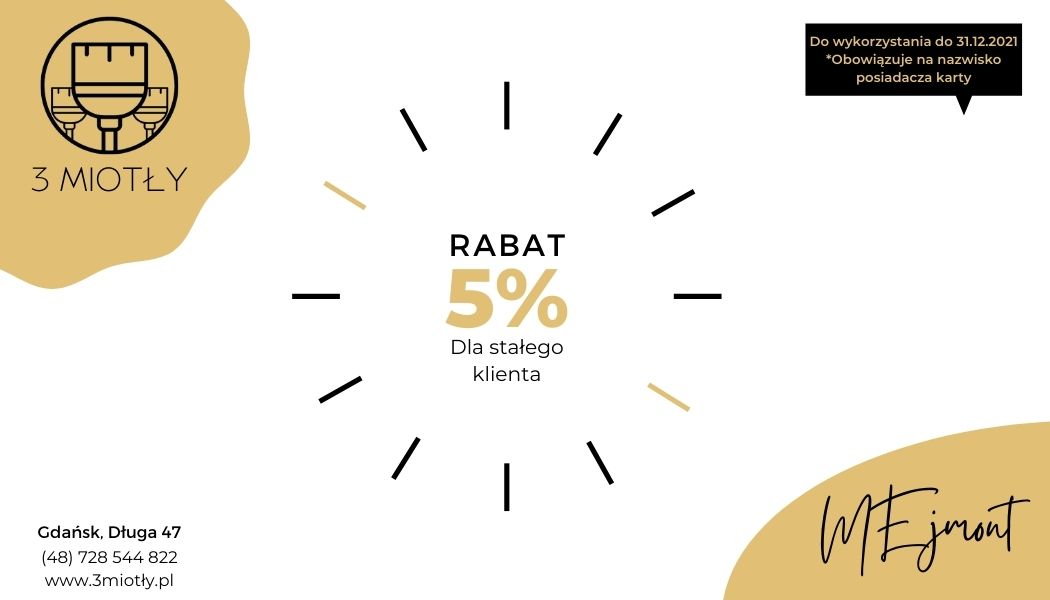 3 MIOTŁY
Do wykorzystania do 31.12.2021
*Obowiązuje na nazwisko
posiadacza karty
RABAT
5%
Dla stałego
klienta
Gdańsk, Długa 47
(48) 728 544 822
www.3miotły.pl
MEjmont